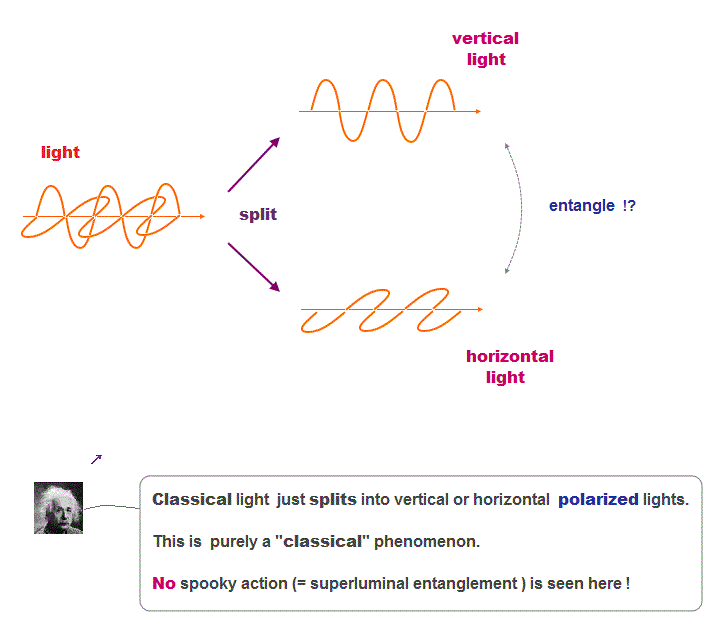 vertical
light
light
split
entangle !?
horizontal
light
Classical light just splits into vertical or horizontal polarized lights.
This is purely a "classical" phenomenon.
No spooky action (= superluminal entanglement ) is seen here !